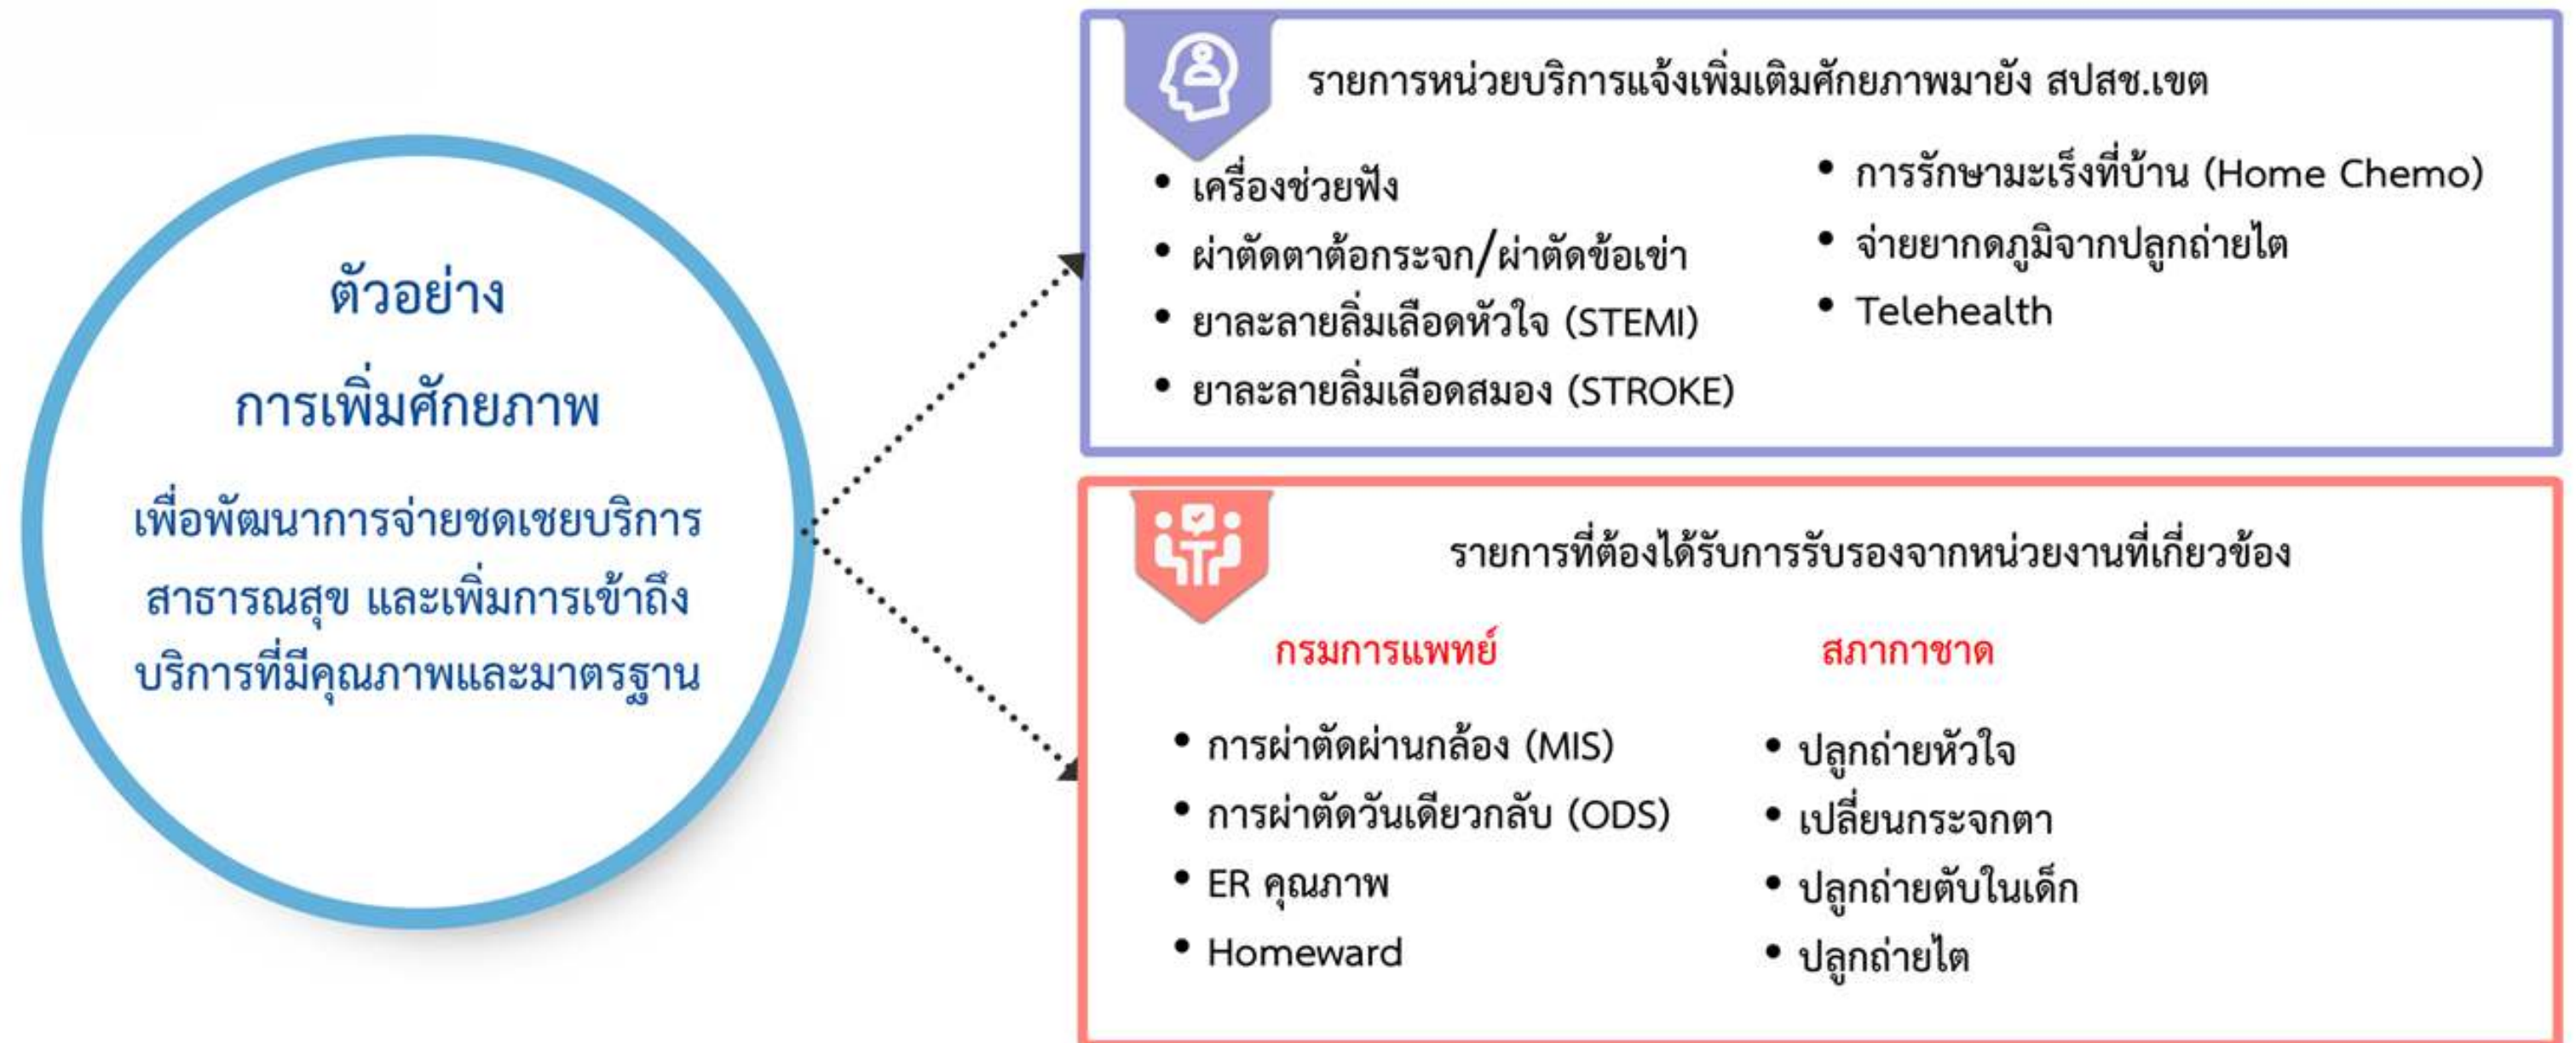 ตัวอย่าง
การเพิ่มศักยภาพ
เพื่อพัฒนาการจ่ายชดเชยบริการ
สาธารณสุข และเพิ่มการเข้าถึง
บริการที่มีคุณภาพและมาตรฐาน
รายการหน่วยบริการแจ้งเพิ่มเติมศักยภาพมายัง สปสช.เขต
• เครื่องช่วยฟัง
• ผ่าตัดตาต้อกระจก/ผ่าตัดข้อเข่า
• ยาละลายลิ่มเลือดหัวใจ (STEMI)
• ยาละลายลิ่มเลือดสมอง (STROKE)
• การรักษามะเร็งที่บ้าน (Home Chemo)
• จ่ายยากดภูมิจากปลูกถ่ายไต
• Telehealth
รายการที่ต้องได้รับการรับรองจากหน่วยงานที่เกี่ยวข้อง
กรมการแพทย์
• การผ่าตัดผ่านกล้อง (MIS)
• การผ่าตัดวันเดียวกลับ (ODS)
• ER คุณภาพ
• Homeward
สภากาชาด
• ปลูกถ่ายหัวใจ
• เปลี่ยนกระจกตา
• ปลูกถ่ายตับในเด็ก
• ปลูกถ่ายไต